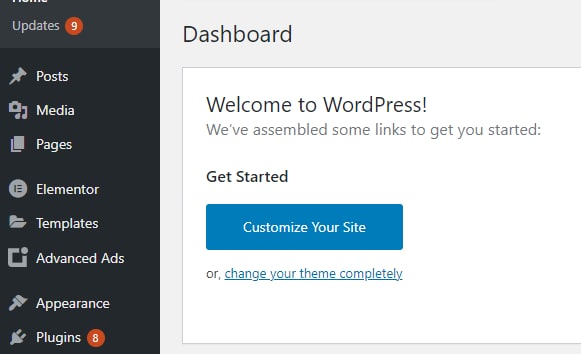 Home
Updates 9
Posts
Media
Pages
Elementor
Templates
Advanced Ads
Appearance
Plugins 8
Dashboard
Welcome to WordPress!
We've assembled some links to get you started:
Get Started
Customize Your Site
or, change your theme completely